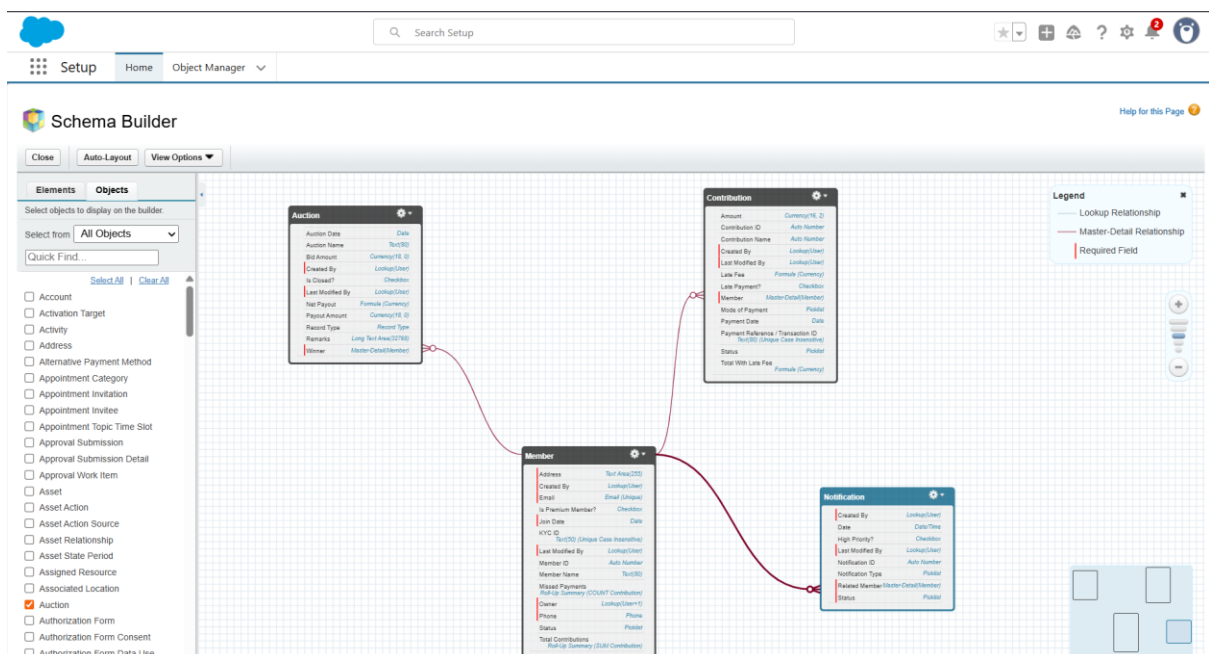 Search Setup
2
Setup Home Object Manager
Schema Builder
Help for this Page
Close Auto-Layout View Options
Elements Objects
Select objects to display on the builder.
Select from All Objects
Quick Find...
Select All | Clear All
Account
Activation Target
Activity
Address
Alternative Payment Method
Appointment Category
Appointment Invitation
Appointment Invitee
Appointment Topic Time Slot
Approval Submission
Approval Submission Detail
Approval Work Item
Asset
Asset Action
Asset Action Source
Asset Relationship
Asset State Period
Assigned Resource
Associated Location
Auction
Authorization Form
Authorization Form Consent
Authorization Form Data Use
Auction
Auction Date Date
Auction Name Text(80)
Bid Amount Currency(18, 0)
Created By Lookup(User)
Is Closed? Checkbox
Last Modified By Lookup(User)
Net Payout Formula (Currency)
Payout Amount Currency(18, 0)
Record Type Record Type
Remarks Long Text Area(32768)
Winner Master-Detail(Member)
Contribution
Amount Currency(16, 2)
Contribution ID Auto Number
Contribution Name Auto Number
Created By Lookup(User)
Last Modified By Lookup(User)
Late Fee Formula (Currency)
Late Payment? Checkbox
Member Master-Detail(Member)
Mode of Payment Picklist
Payment Date Date
Payment Reference / Transaction ID
Text(80) (Unique Case Insensitive)
Status Picklist
Total With Late Fee
Formula (Currency)
Member
Address Text Area(255)
Created By Lookup(User)
Email Email (Unique)
Is Premium Member? Checkbox
Join Date Date
KYC ID
Text(50) (Unique Case Insensitive)
Last Modified By Lookup(User)
Member ID Auto Number
Member Name Text(80)
Missed Payments
Roll-Up Summary (COUNT Contribution)
Owner Lookup(User+1)
Phone Phone
Status Picklist
Total Contributions
Roll-Up Summary (SUM Contribution)
Notification
Created By Lookup(User)
Date Date/Time
High Priority? Checkbox
Last Modified By Lookup(User)
Notification ID Auto Number
Notification Type Picklist
Related Member Master-Detail(Member)
Status Picklist
Legend
Lookup Relationship
Master-Detail Relationship
Required Field